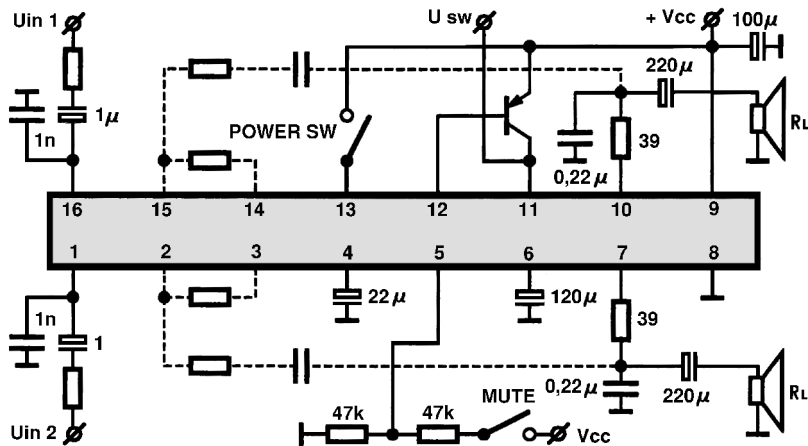 Uin 1
U sw
+ Vcc
100µ
220µ
1n
1µ
POWER SW
0,22µ
39
RL
16 15 14 13 12 11 10 9
1 2 3 4 5 6 7 8
1n
1
22µ
120µ
39
0,22µ
220µ
RL
MUTE
47k
47k
Vcc
Uin 2